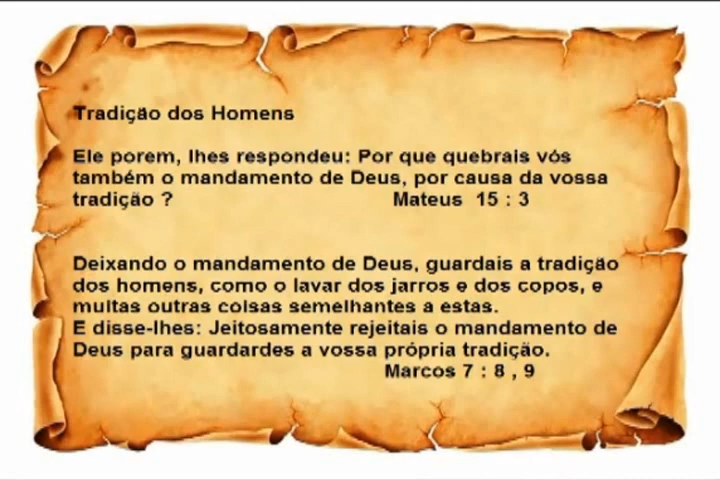 Tradição dos Homens
Ele porem, lhes respondeu: Por que quebrais vós
também o mandamento de Deus, por causa da vossa
tradição ? Mateus 15 : 3
Deixando o mandamento de Deus, guardais a tradição
dos homens, como o lavar dos jarros e dos copos, e
muitas outras coisas semelhantes a estas.
E disse-lhes: Jeitosamente rejeitais o mandamento de
Deus para guardardes a vossa própria tradição.
Marcos 7 : 8 , 9